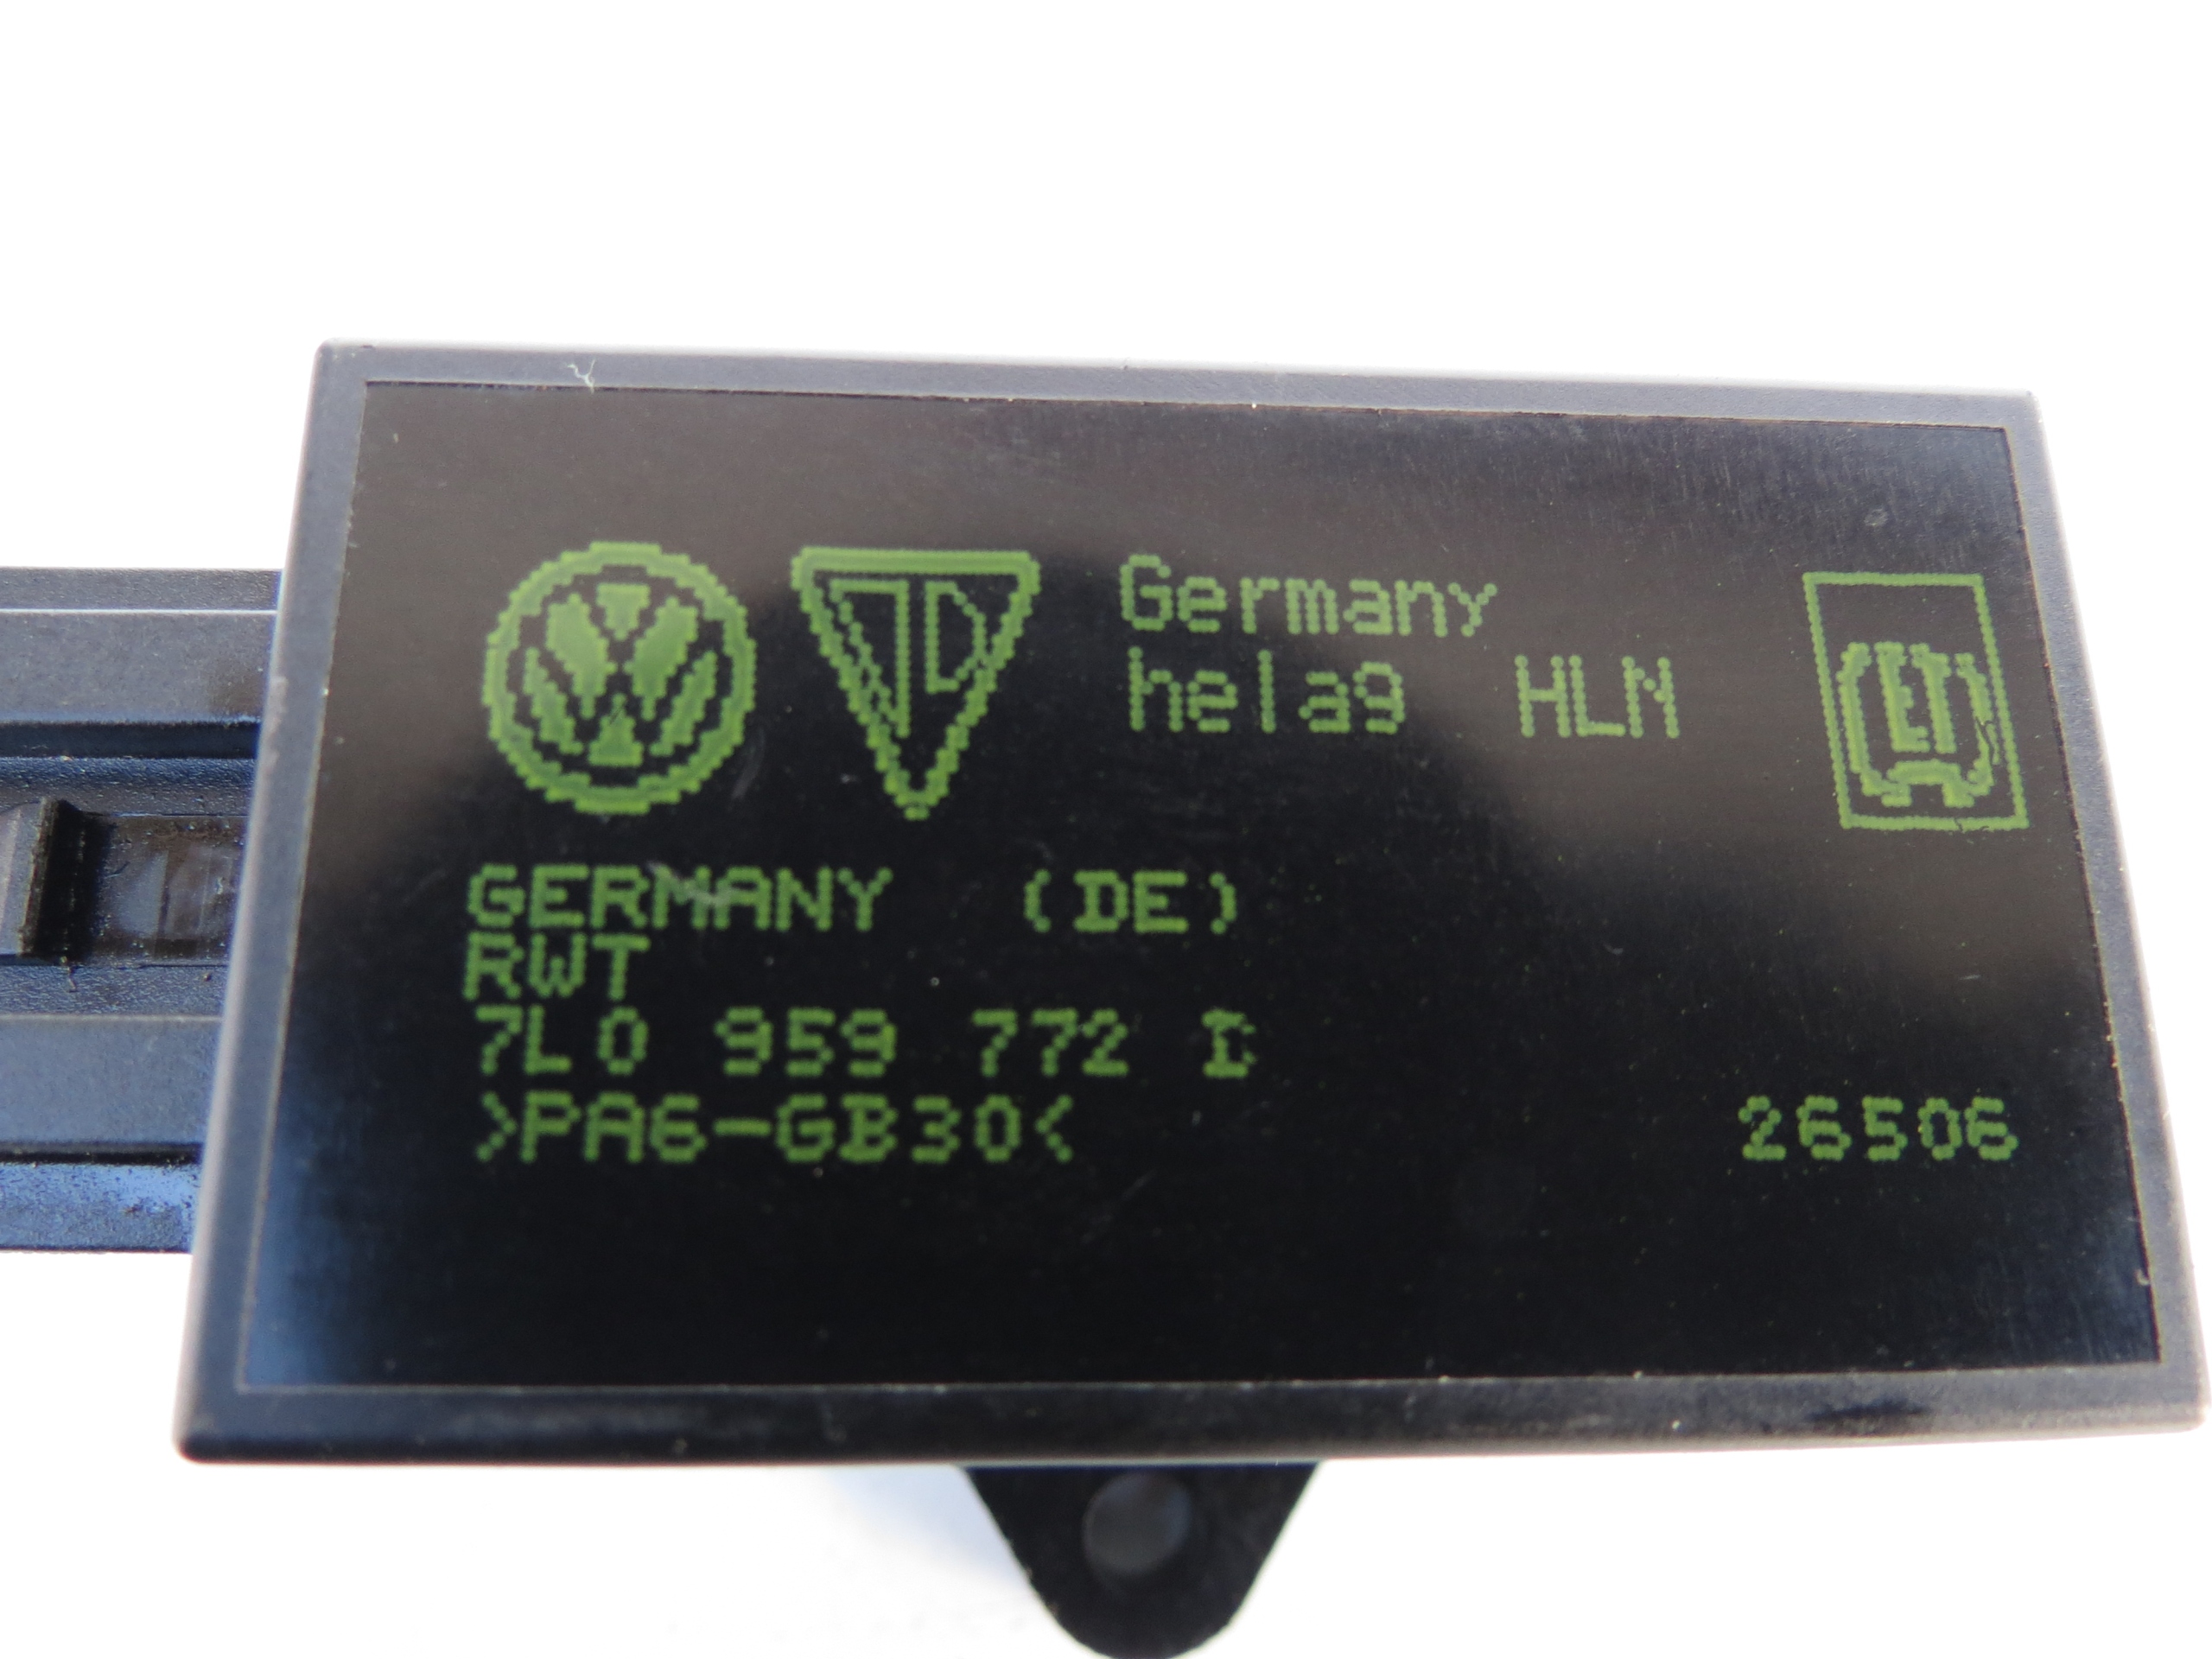 Germany
helag HLN
GERMANY (DE)
RWT
7L0 959 772 D
>PA6-GB30<
26506